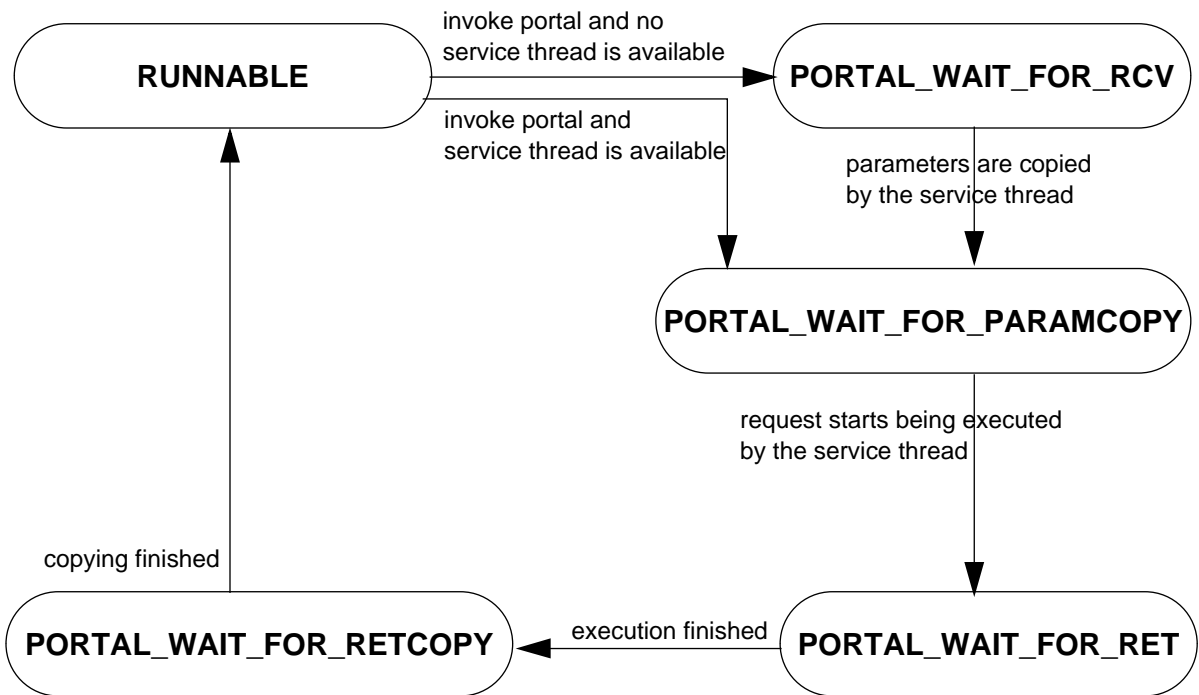 invoke portal and no
service thread is available
RUNNABLE
PORTAL_WAIT_FOR_RCV
invoke portal and
service thread is available
parameters are copied
by the service thread
PORTAL_WAIT_FOR_PARAMCOPY
request starts being executed
by the service thread
copying finished
PORTAL_WAIT_FOR_RETCOPY
execution finished
PORTAL_WAIT_FOR_RET